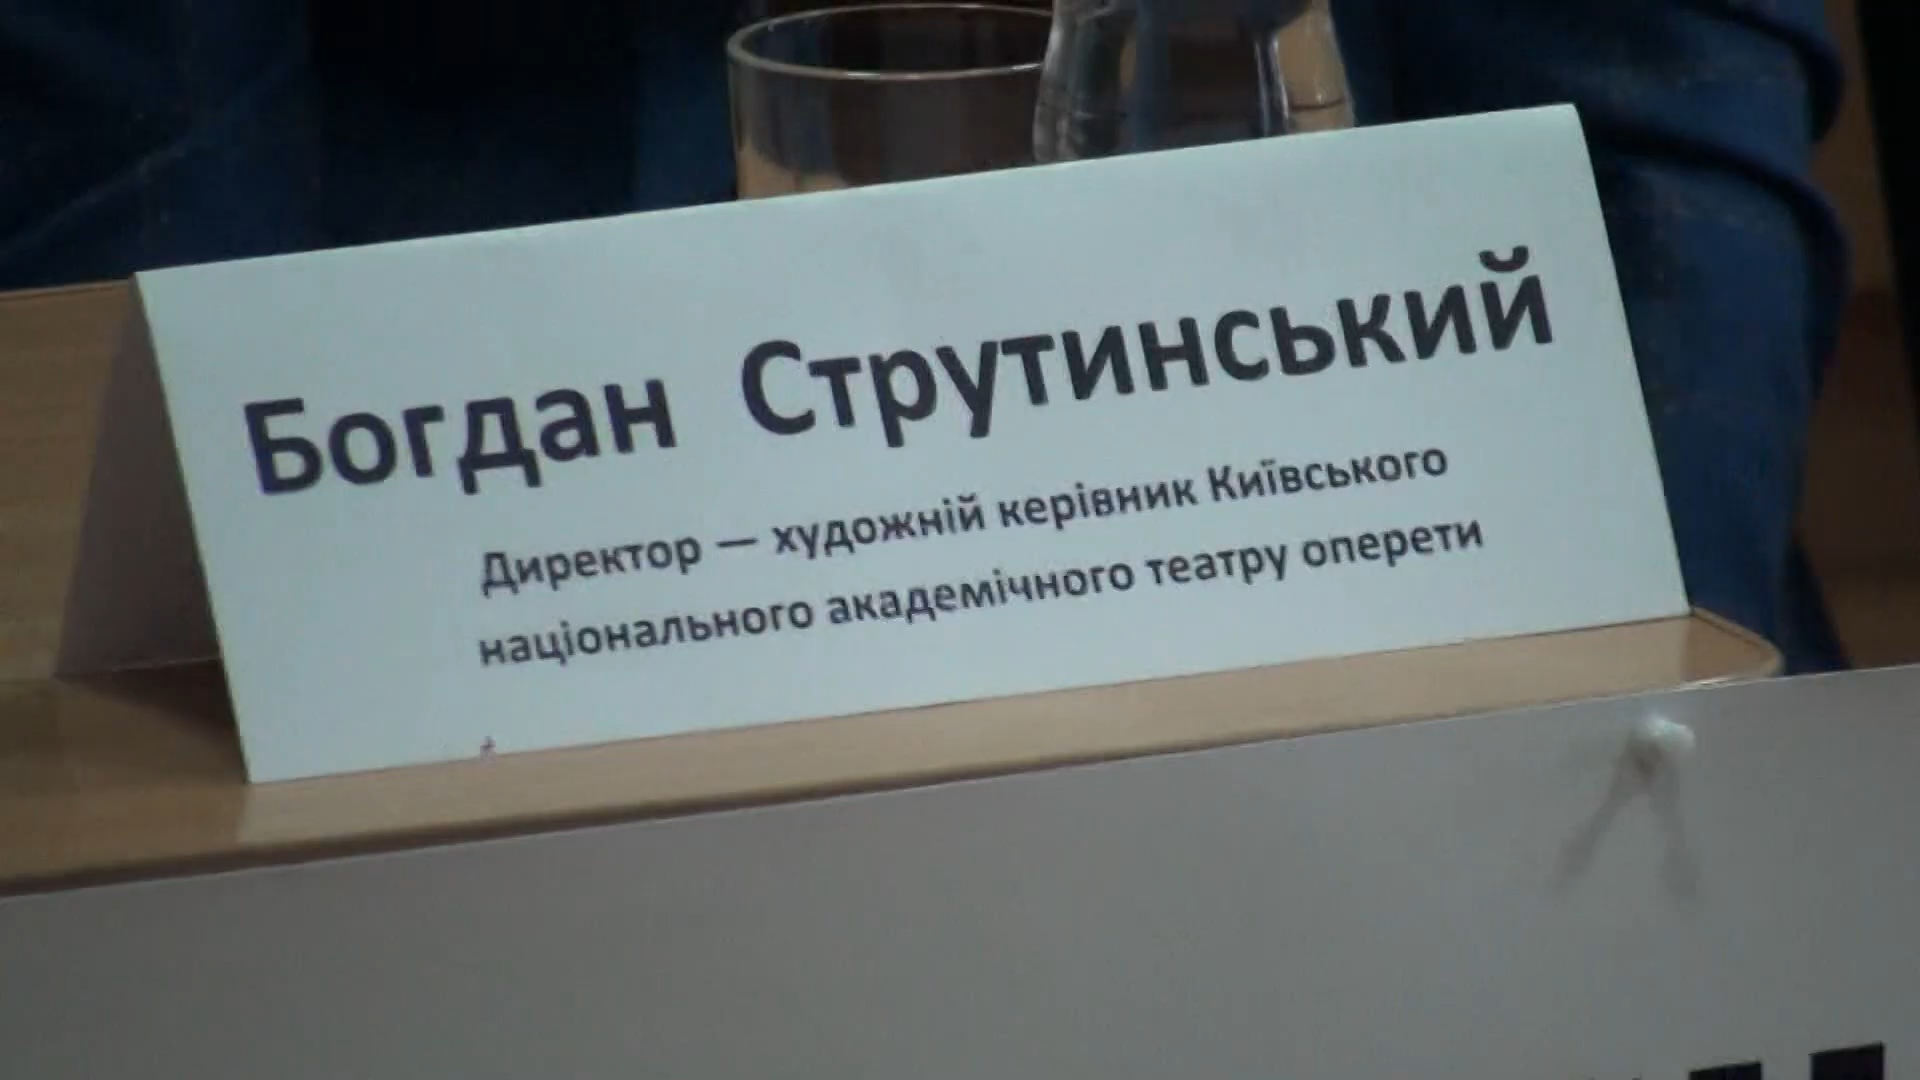 Богдан Струтинський
Директор — художній керівник Київського
національного академічного театру оперети